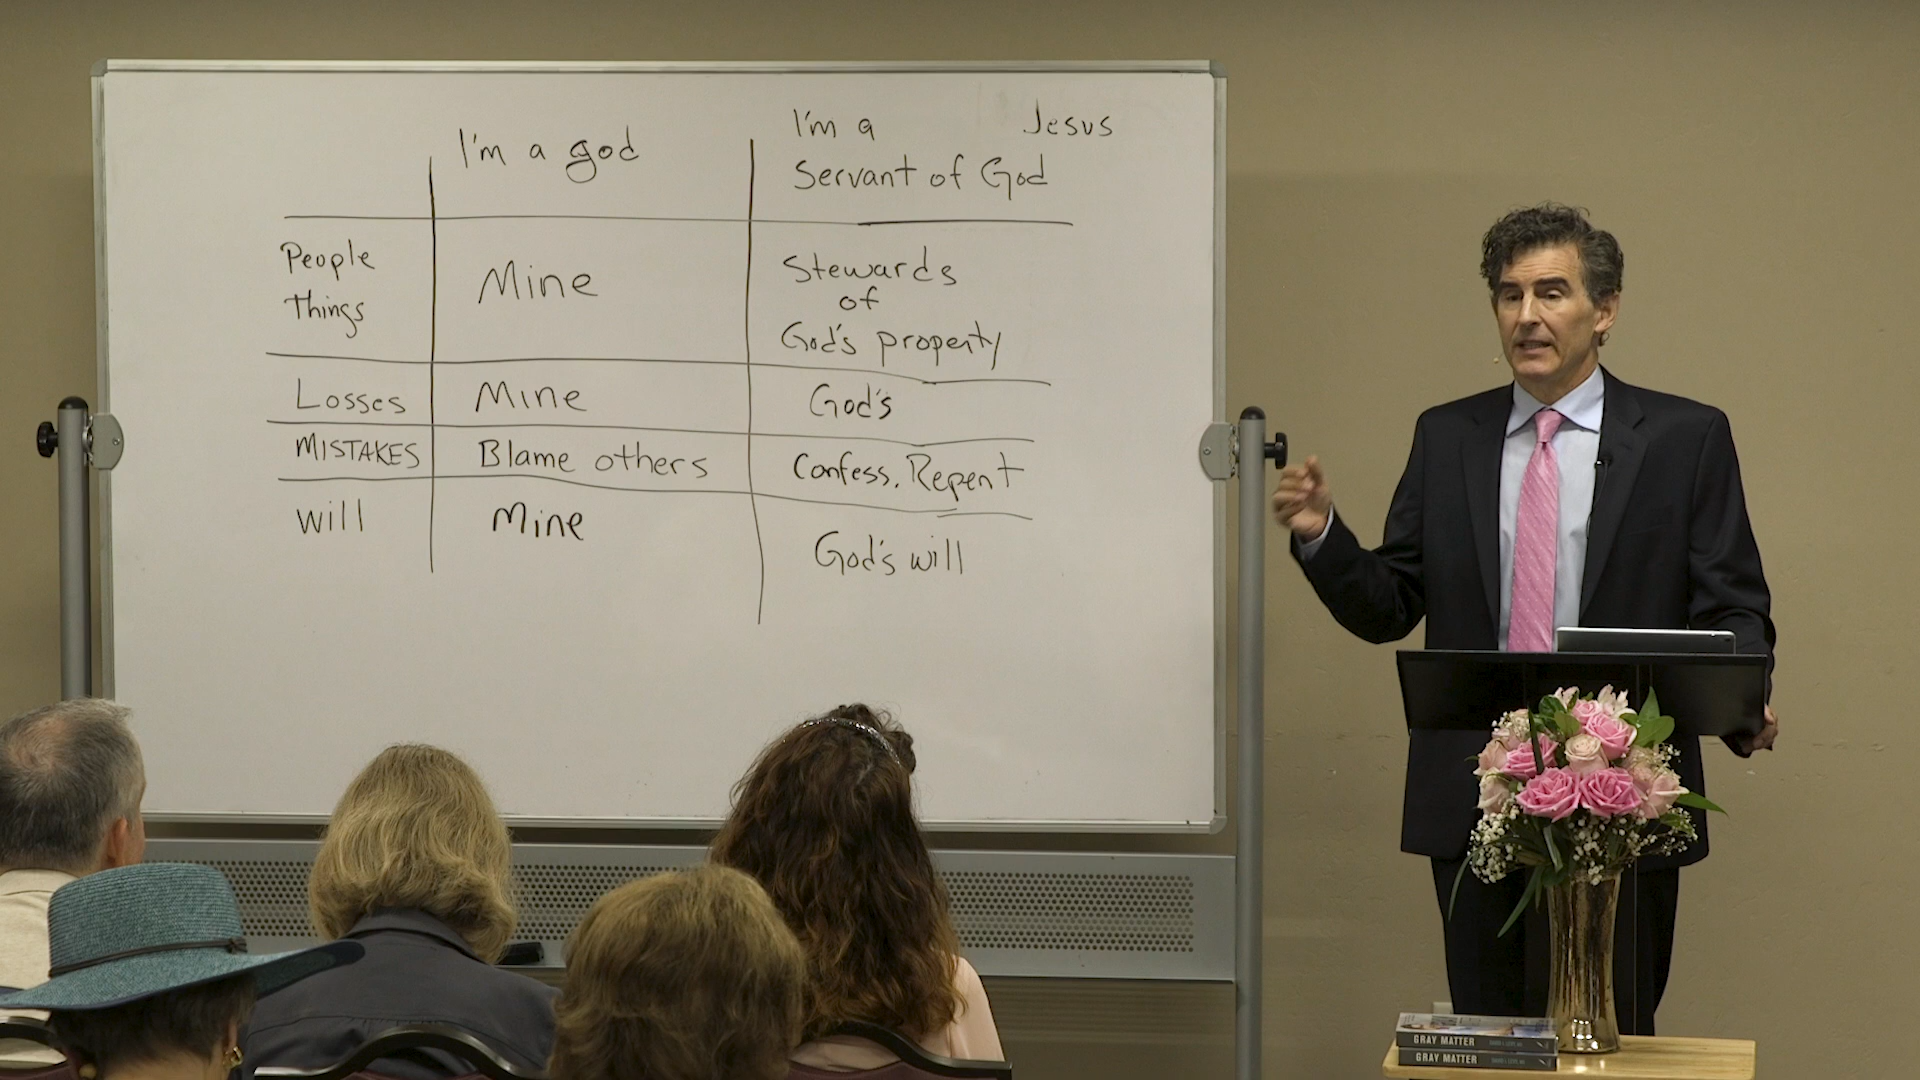 I'm a god
I'm a
Servant of God
Jesus
People
Things
Mine
Stewards
of
God's property
Losses
Mine
God's
MISTAKES
Blame others
Confess, Repent
Will
Mine
God's will
GRAY MATTER
GRAY MATTER